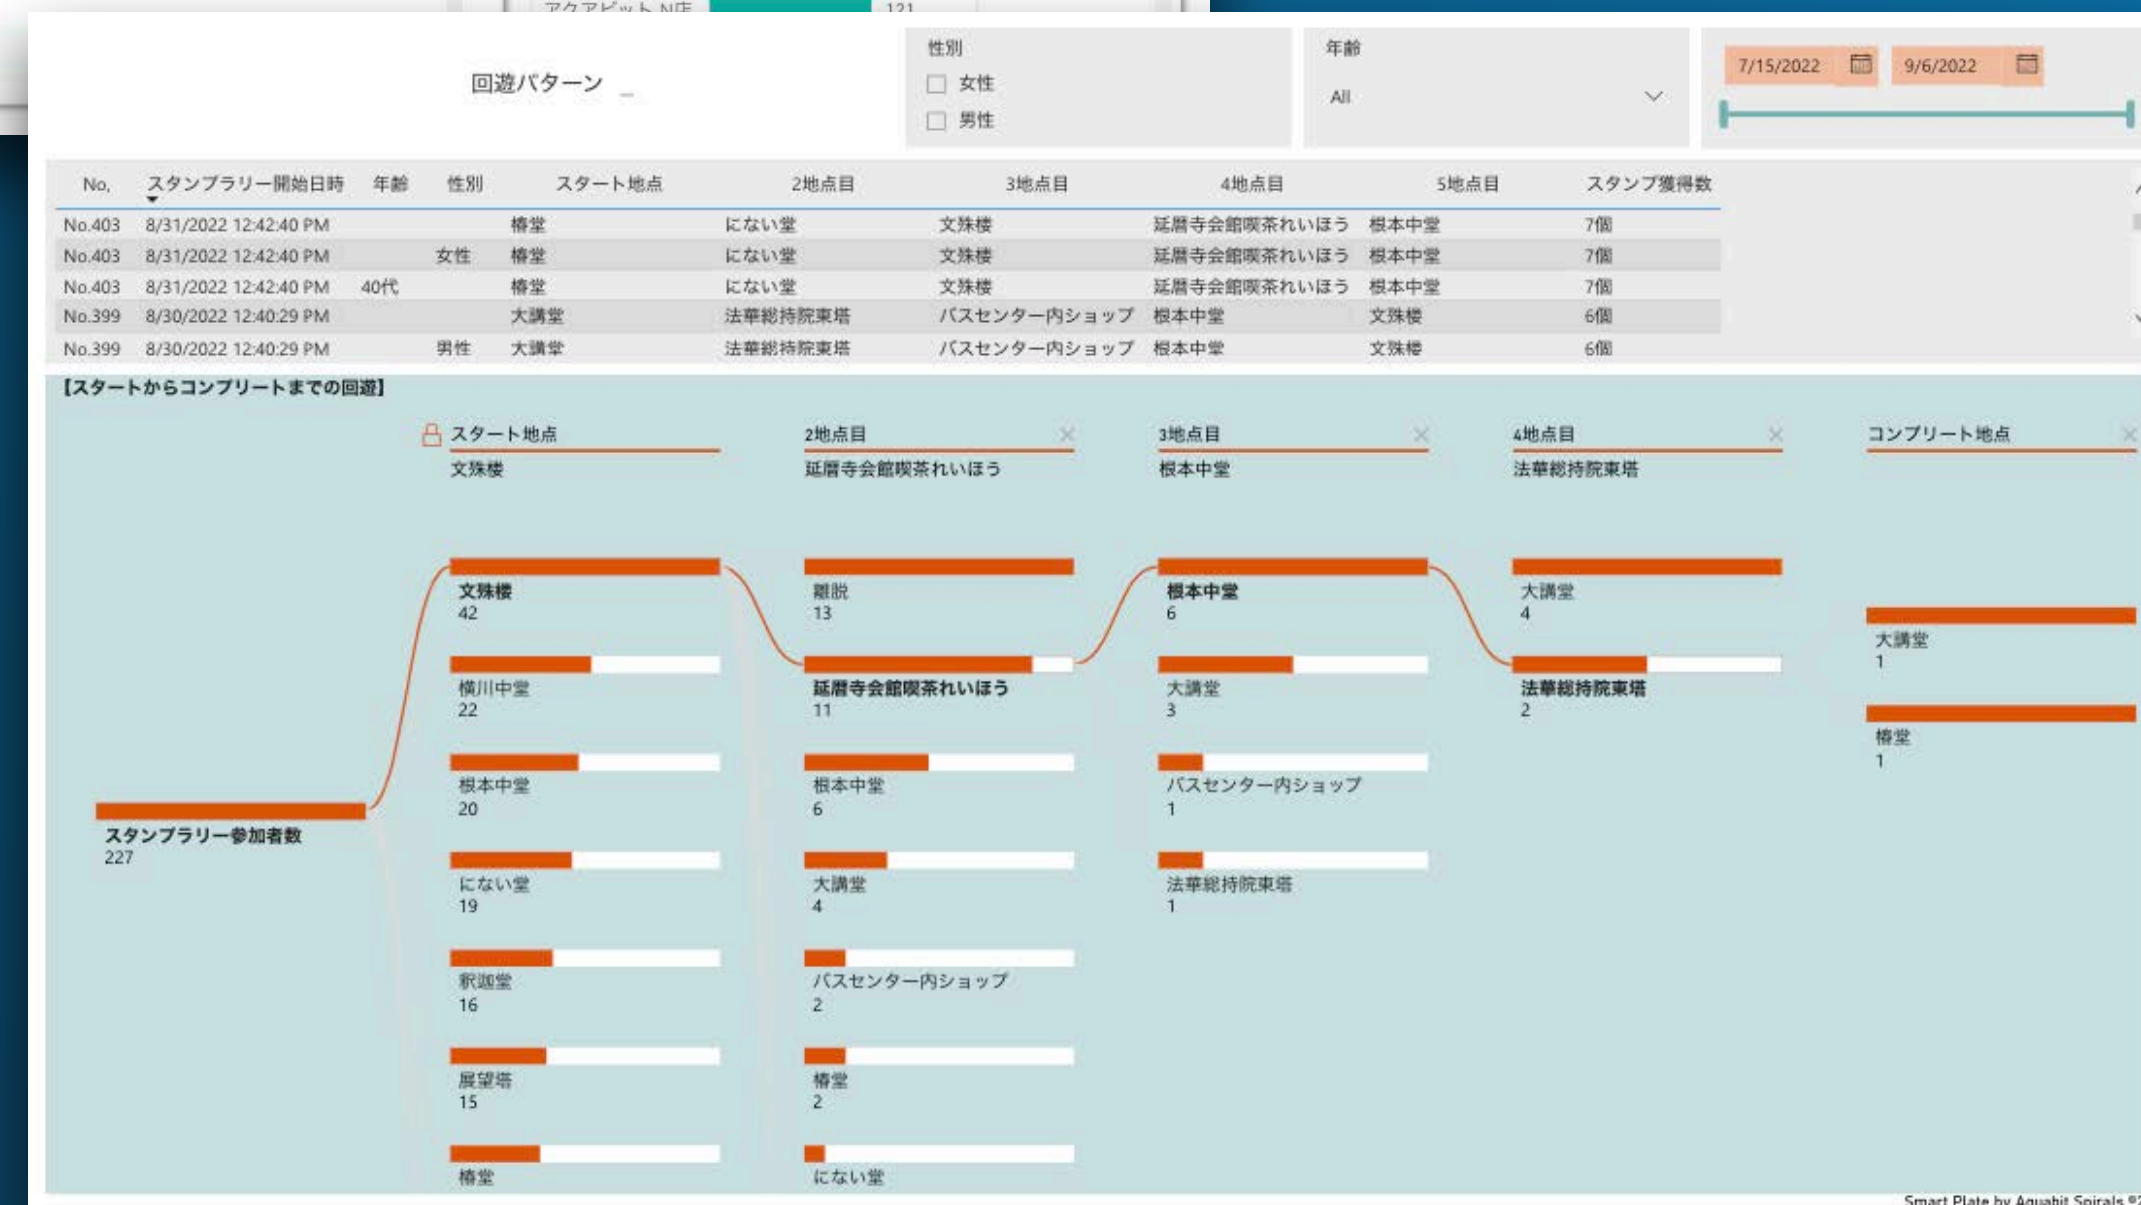 アクアビット N店 121
回遊パターン _
性別
女性
男性
年齢
All
7/15/2022 9/6/2022
No. スタンプラリー開始日時 年齢 性別 スタート地点 2地点目 3地点目 4地点目 5地点目 スタンプ獲得数
No.403 8/31/2022 12:42:40 PM 椿堂 にない堂 文殊楼 延暦寺会館喫茶れいほう 根本中堂 7個
No.403 8/31/2022 12:42:40 PM 女性 椿堂 にない堂 文殊楼 延暦寺会館喫茶れいほう 根本中堂 7個
No.403 8/31/2022 12:42:40 PM 40代 椿堂 にない堂 文殊楼 延暦寺会館喫茶れいほう 根本中堂 7個
No.399 8/30/2022 12:40:29 PM 大講堂 法華総持院東塔 バスセンター内ショップ 根本中堂 文殊楼 6個
No.399 8/30/2022 12:40:29 PM 男性 大講堂 法華総持院東塔 バスセンター内ショップ 根本中堂 文殊楼 6個
【スタートからコンプリートまでの回遊】
スタート地点 2地点目 3地点目 4地点目 コンプリート地点
文殊楼 延暦寺会館喫茶れいほう 根本中堂 法華総持院東塔
スタンプラリー参加者数
227
文殊楼
42
横川中堂
22
根本中堂
20
にない堂
19
釈迦堂
16
展望塔
15
椿堂
離脱
13
延暦寺会館喫茶れいほう
11
根本中堂
6
大講堂
4
バスセンター内ショップ
2
椿堂
2
にない堂
根本中堂
6
大講堂
3
バスセンター内ショップ
1
法華総持院東塔
1
大講堂
4
法華総持院東塔
2
大講堂
1
椿堂
1
Smart Plate by Aquabit Spirals ©2